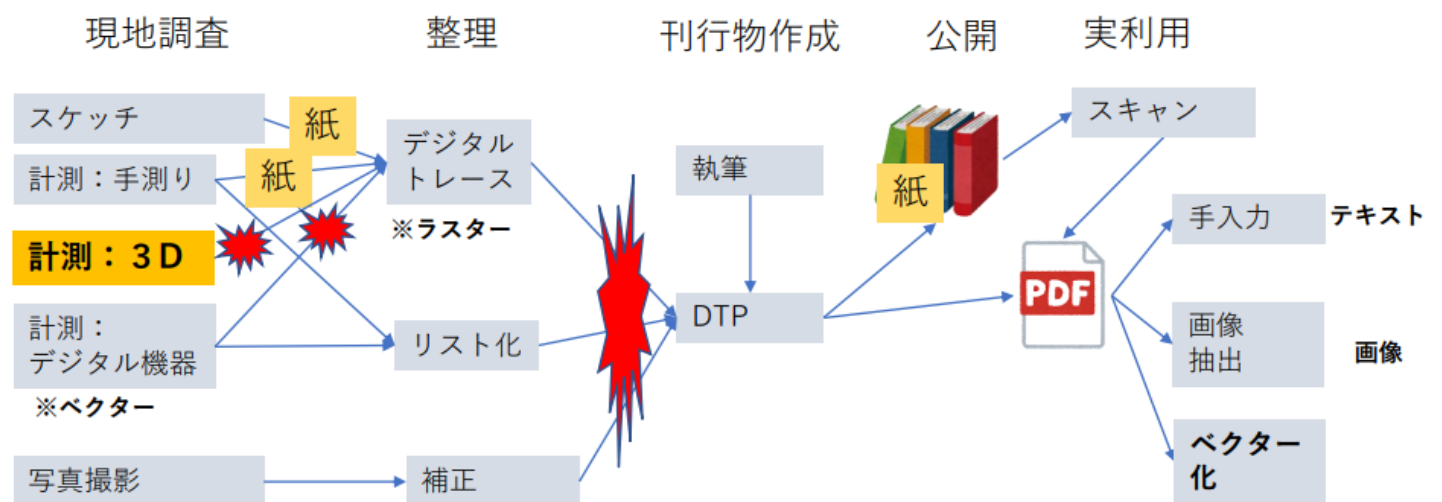 現地調査
整理
刊行物作成
公開
実利用
スケッチ
紙
計測：手測り
紙
計測：３D
計測：
デジタル機器
※ベクター
写真撮影
デジタル
トレース
※ラスター
リスト化
補正
執筆
DTP
紙
スキャン
PDF
手入力
テキスト
画像
抽出
画像
ベクター
化